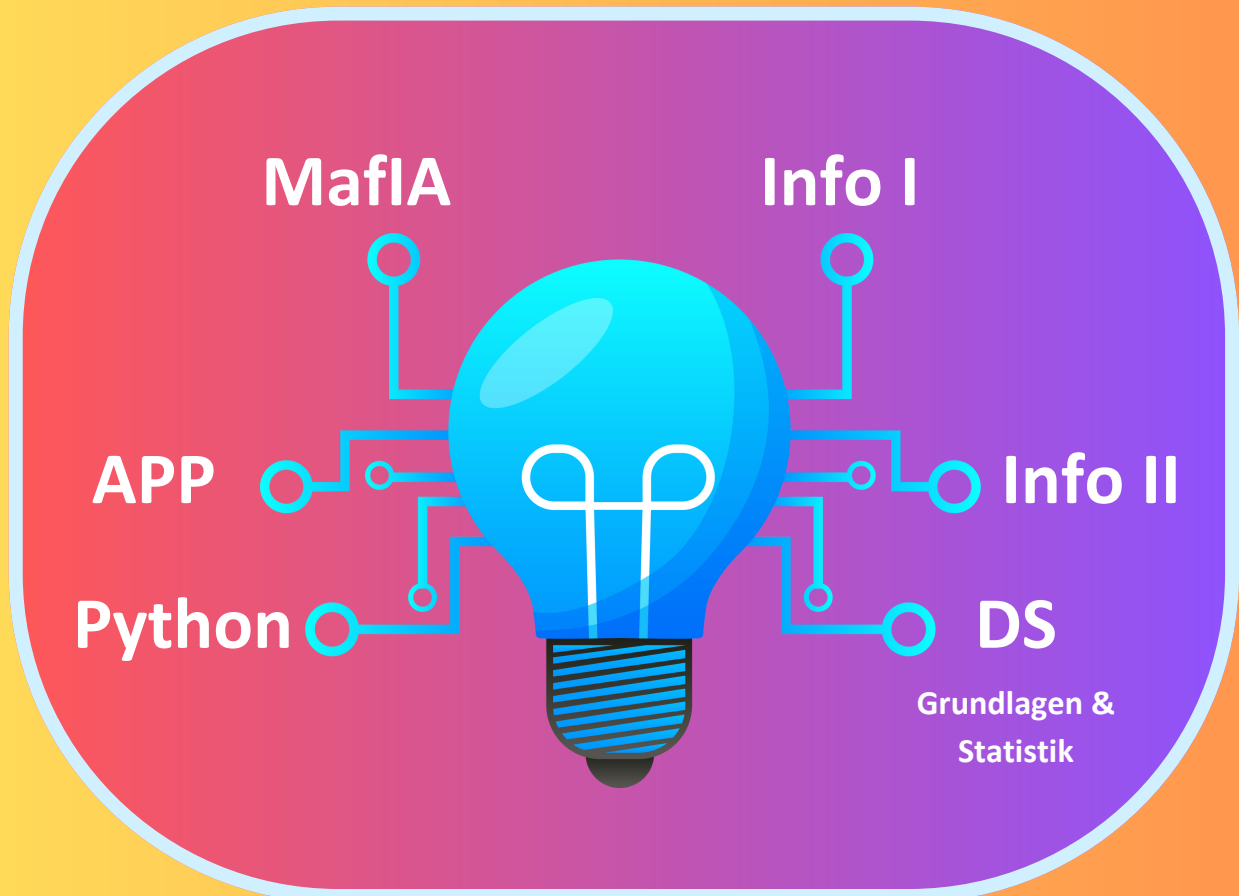 MafIA
Info I
APP
Info II
Python
DS
Grundlagen &
Statistik